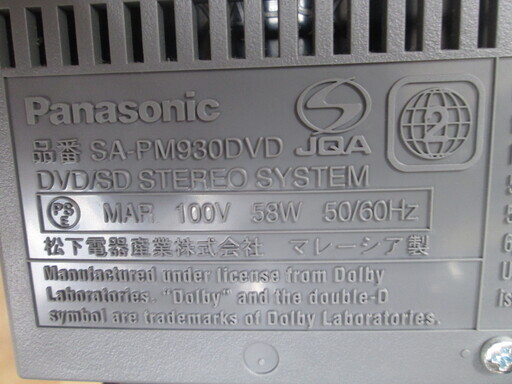 Panasonic
品番 SA-PM930DVD JQA 2
DVD/SD STEREO SYSTEM
PSE MAR 100V 58W 50/60Hz
松下電器産業株式会社 マレーシア製
Manufactured under license from Dolby
Laboratories. "Dolby" and the double-D
symbol are trademarks of Dolby Laboratories.